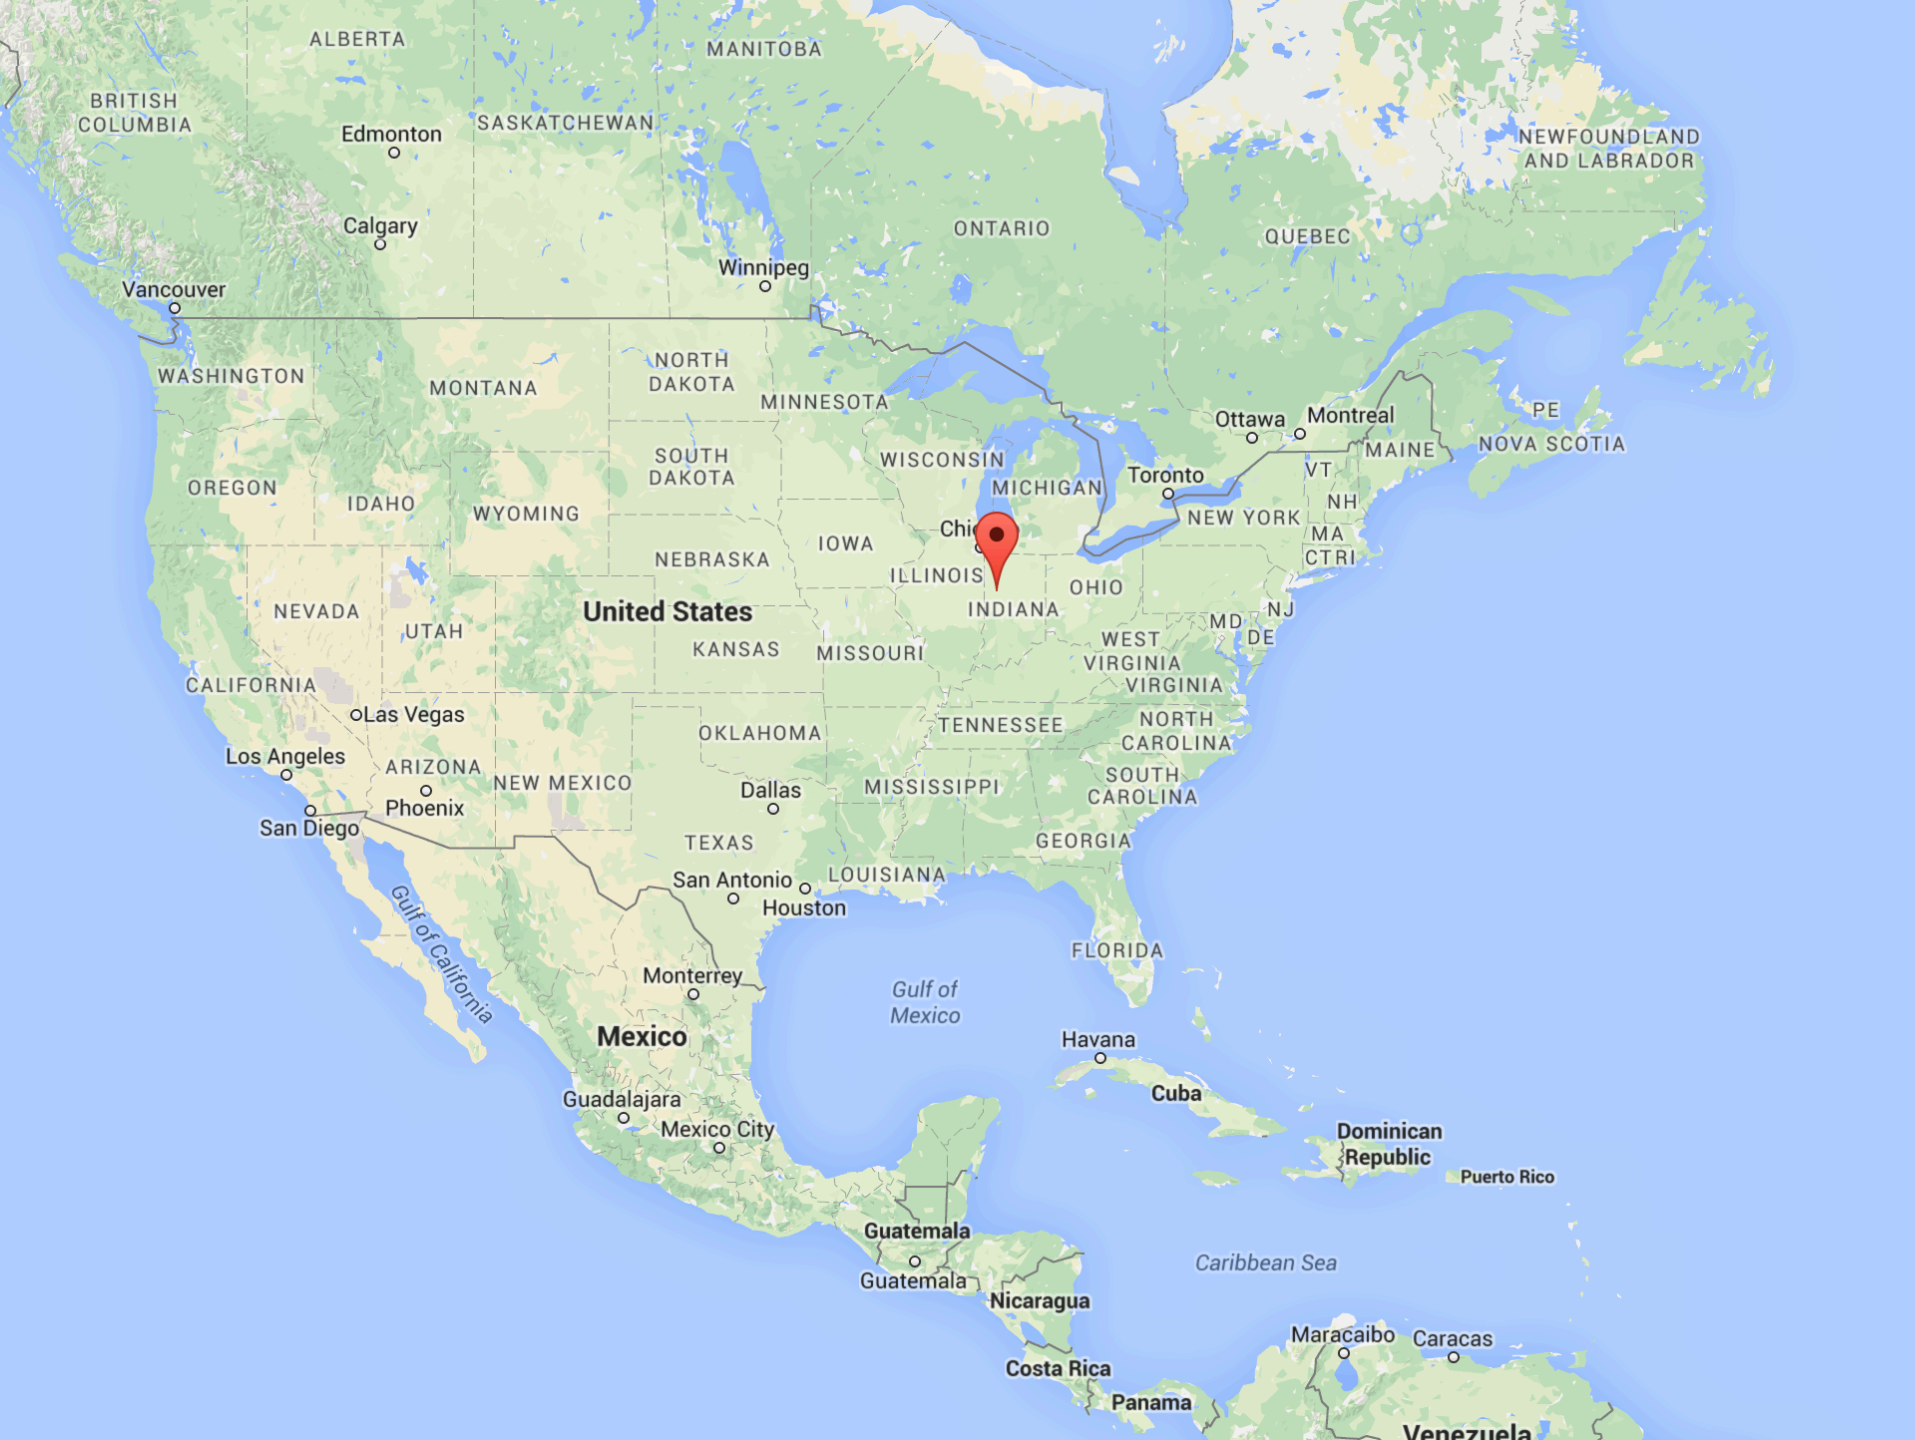 ALBERTA
MANITOBA
BRITISH
COLUMBIA
SASKATCHEWAN
Edmonton
NEWFOUNDLAND
AND LABRADOR
Calgary
ONTARIO
QUEBEC
Winnipeg
Vancouver
WASHINGTON
MONTANA
NORTH
DAKOTA
MINNESOTA
Ottawa
Montreal
PE
MAINE
NOVA SCOTIA
OREGON
IDAHO
WYOMING
SOUTH
DAKOTA
WISCONSIN
MICHIGAN
Toronto
VT
NH
NEW YORK
MA
CTRI
Chic
IOWA
NEBRASKA
ILLINOIS
OHIO
INDIANA
NEVADA
UTAH
United States
NJ
MD
DE
KANSAS
MISSOURI
WEST
VIRGINIA
VIRGINIA
CALIFORNIA
Las Vegas
OKLAHOMA
TENNESSEE
NORTH
CAROLINA
Los Angeles
ARIZONA
NEW MEXICO
Phoenix
San Diego
Dallas
MISSISSIPPI
SOUTH
CAROLINA
TEXAS
GEORGIA
San Antonio
Houston
LOUISIANA
FLORIDA
Gulf of California
Monterrey
Gulf of
Mexico
Mexico
Havana
Cuba
Guadalajara
Mexico City
Dominican
Republic
Puerto Rico
Guatemala
Guatemala
Caribbean Sea
Nicaragua
Maracaibo
Caracas
Costa Rica
Panama
Venezuela